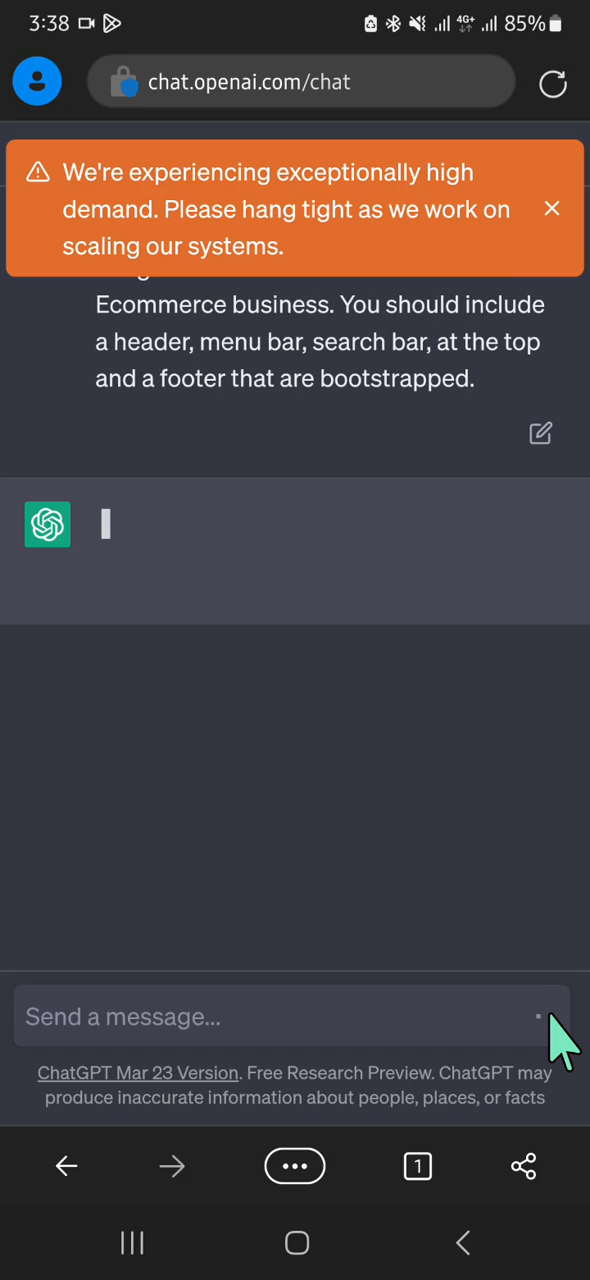 3:38 4G+ 85%
chat.openai.com/chat
We're experiencing exceptionally high
demand. Please hang tight as we work on
scaling our systems.
Ecommerce business. You should include
a header, menu bar, search bar, at the top
and a footer that are bootstrapped.
Send a message...
ChatGPT Mar 23 Version. Free Research Preview. ChatGPT may
produce inaccurate information about people, places, or facts
1